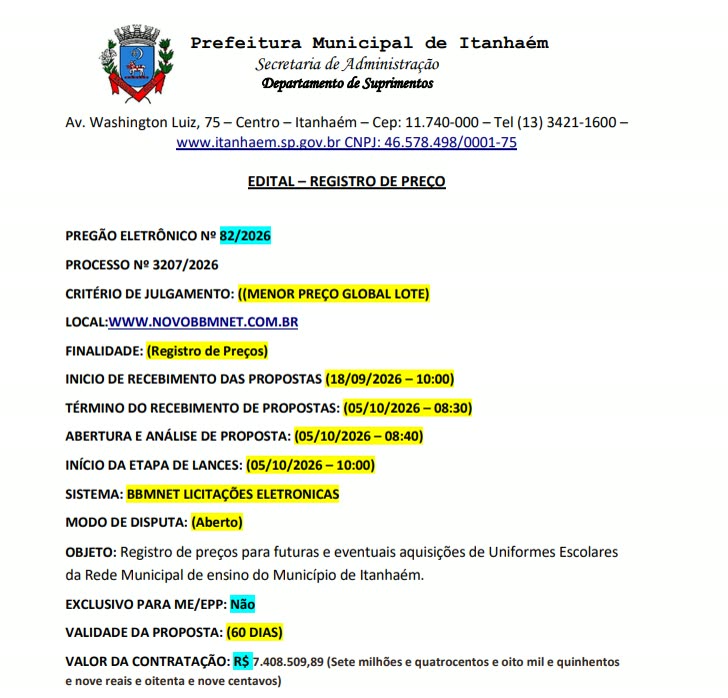 Prefeitura Municipal de Itanhaém
Secretaria de Administração
Departamento de Suprimentos
Av. Washington Luiz, 75 – Centro – Itanhaém – Cep: 11.740-000 – Tel (13) 3421-1600 –
www.itanhaem.sp.gov.br CNPJ: 46.578.498/0001-75
EDITAL – REGISTRO DE PREÇO
PREGÃO ELETRÔNICO Nº 82/2026
PROCESSO Nº 3207/2026
CRITÉRIO DE JULGAMENTO: ((MENOR PREÇO GLOBAL LOTE)
LOCAL:WWW.NOVOBBMNET.COM.BR
FINALIDADE: (Registro de Preços)
INICIO DE RECEBIMENTO DAS PROPOSTAS (18/09/2026 – 10:00)
TÉRMINO DO RECEBIMENTO DE PROPOSTAS: (05/10/2026 – 08:30)
ABERTURA E ANÁLISE DE PROPOSTA: (05/10/2026 – 08:40)
INÍCIO DA ETAPA DE LANCES: (05/10/2026 – 10:00)
SISTEMA: BBMNET LICITAÇÕES ELETRONICAS
MODO DE DISPUTA: (Aberto)
OBJETO: Registro de preços para futuras e eventuais aquisições de Uniformes Escolares
da Rede Municipal de ensino do Município de Itanhaém.
EXCLUSIVO PARA ME/EPP: Não
VALIDADE DA PROPOSTA: (60 DIAS)
VALOR DA CONTRATAÇÃO: R$ 7.408.509,89 (Sete milhões e quatrocentos e oito mil e quinhentos
e nove reais e oitenta e nove centavos)